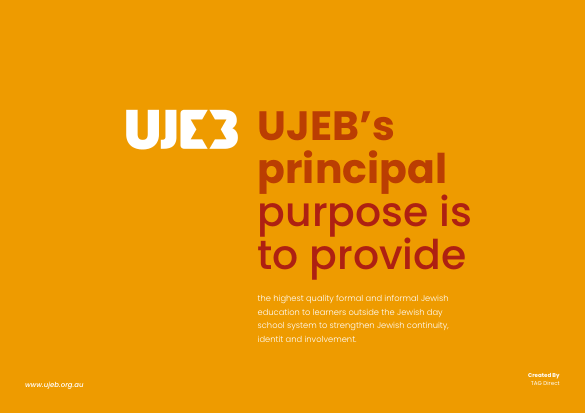 UJEB
UJEB’s
principal
purpose is
to provide
the highest quality formal and informal Jewish
education to learners outside the Jewish day
school system to strengthen Jewish continuity,
identit and involvement.
www.ujeb.org.au
Created By
TAG Direct